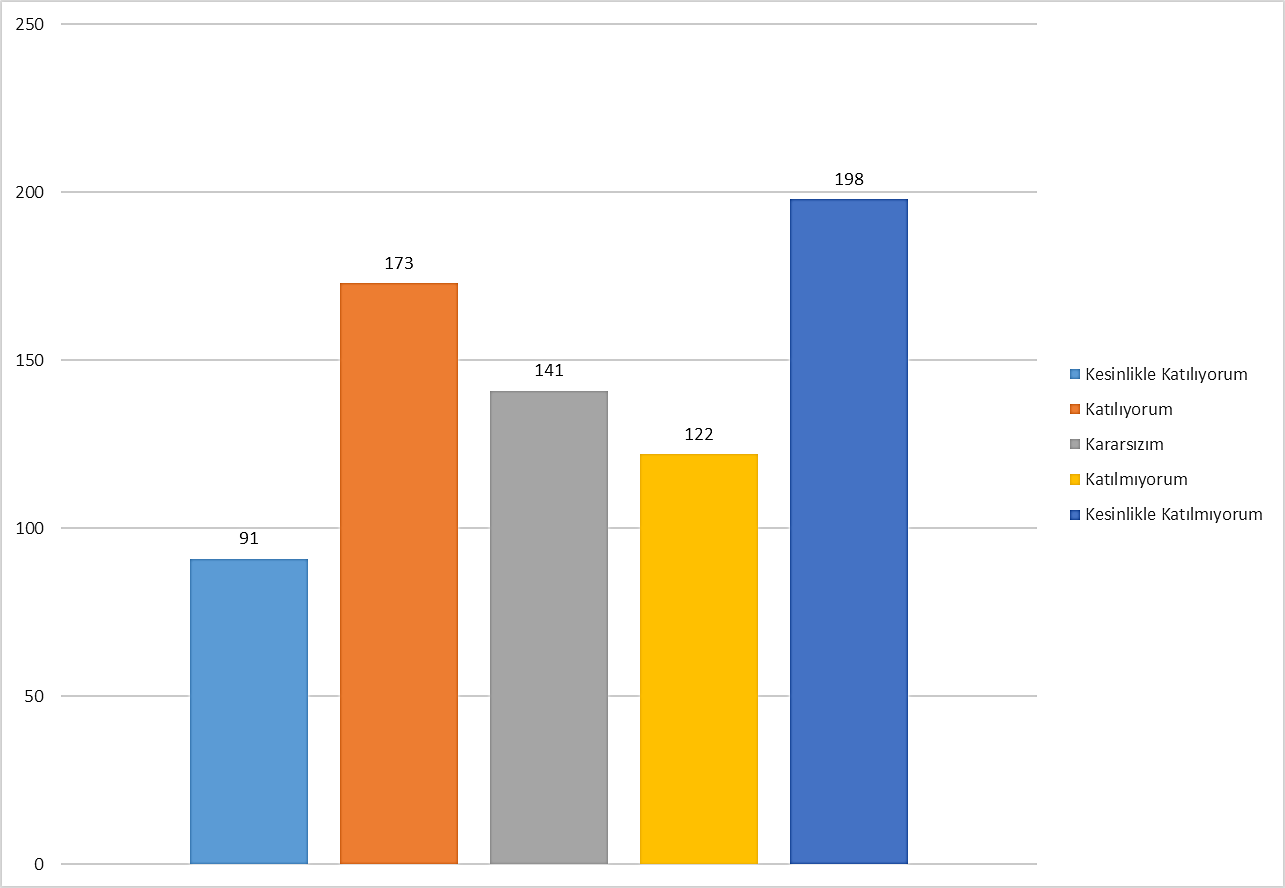 250
200
150
100
50
0
91
173
141
122
198
Kesinlikle Katılıyorum
Katılıyorum
Kararsızım
Katılmıyorum
Kesinlikle Katılmıyorum